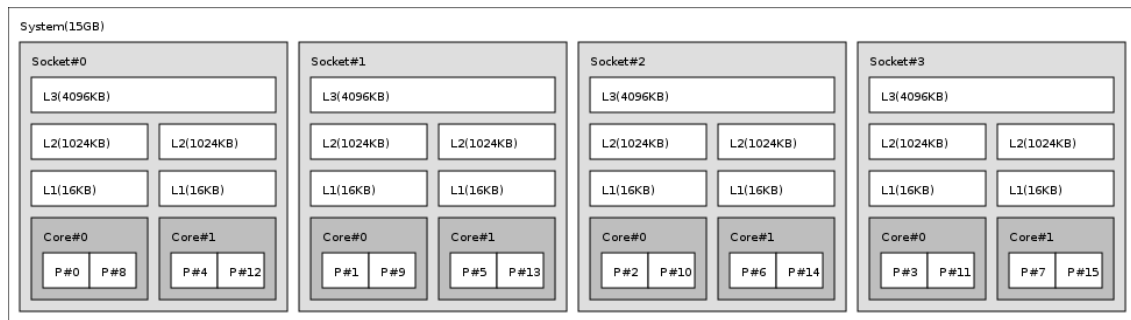 System(15GB)
Socket#0
L3(4096KB)
L2(1024KB) L2(1024KB)
L1(16KB) L1(16KB)
Core#0 Core#1
P#0 P#8 P#4 P#12
Socket#1
L3(4096KB)
L2(1024KB) L2(1024KB)
L1(16KB) L1(16KB)
Core#0 Core#1
P#1 P#9 P#5 P#13
Socket#2
L3(4096KB)
L2(1024KB) L2(1024KB)
L1(16KB) L1(16KB)
Core#0 Core#1
P#2 P#10 P#6 P#14
Socket#3
L3(4096KB)
L2(1024KB) L2(1024KB)
L1(16KB) L1(16KB)
Core#0 Core#1
P#3 P#11 P#7 P#15